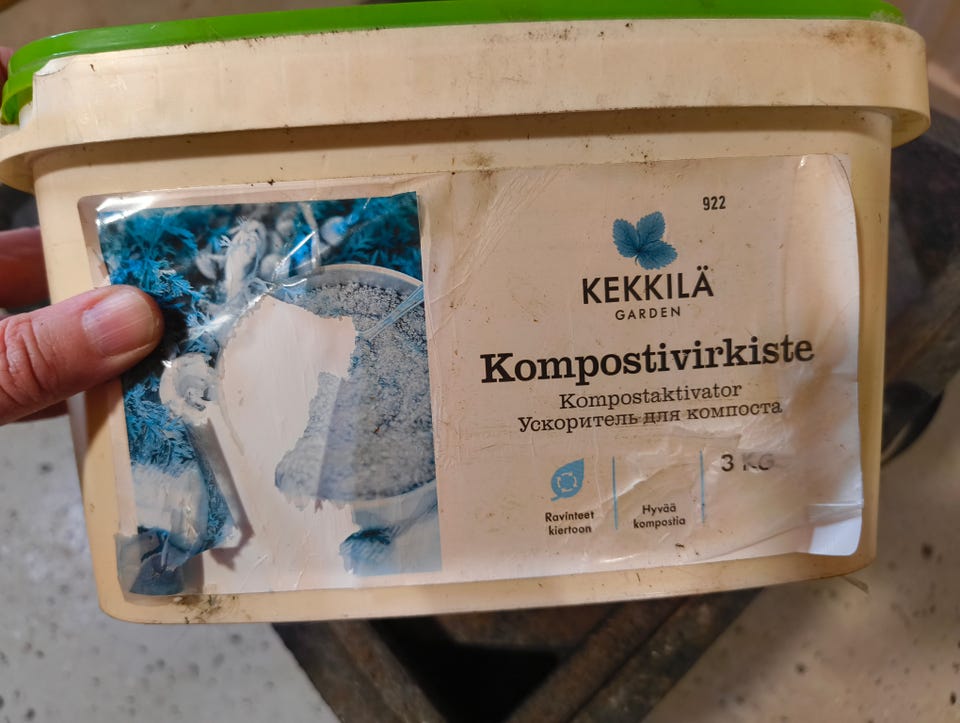 922
KEKKILÄ
GARDEN
Kompostivirkiste
Kompostaktivator
Ускоритель для компоста
3 KG
Ravinteet
kiertoon
Hyvää
kompostia